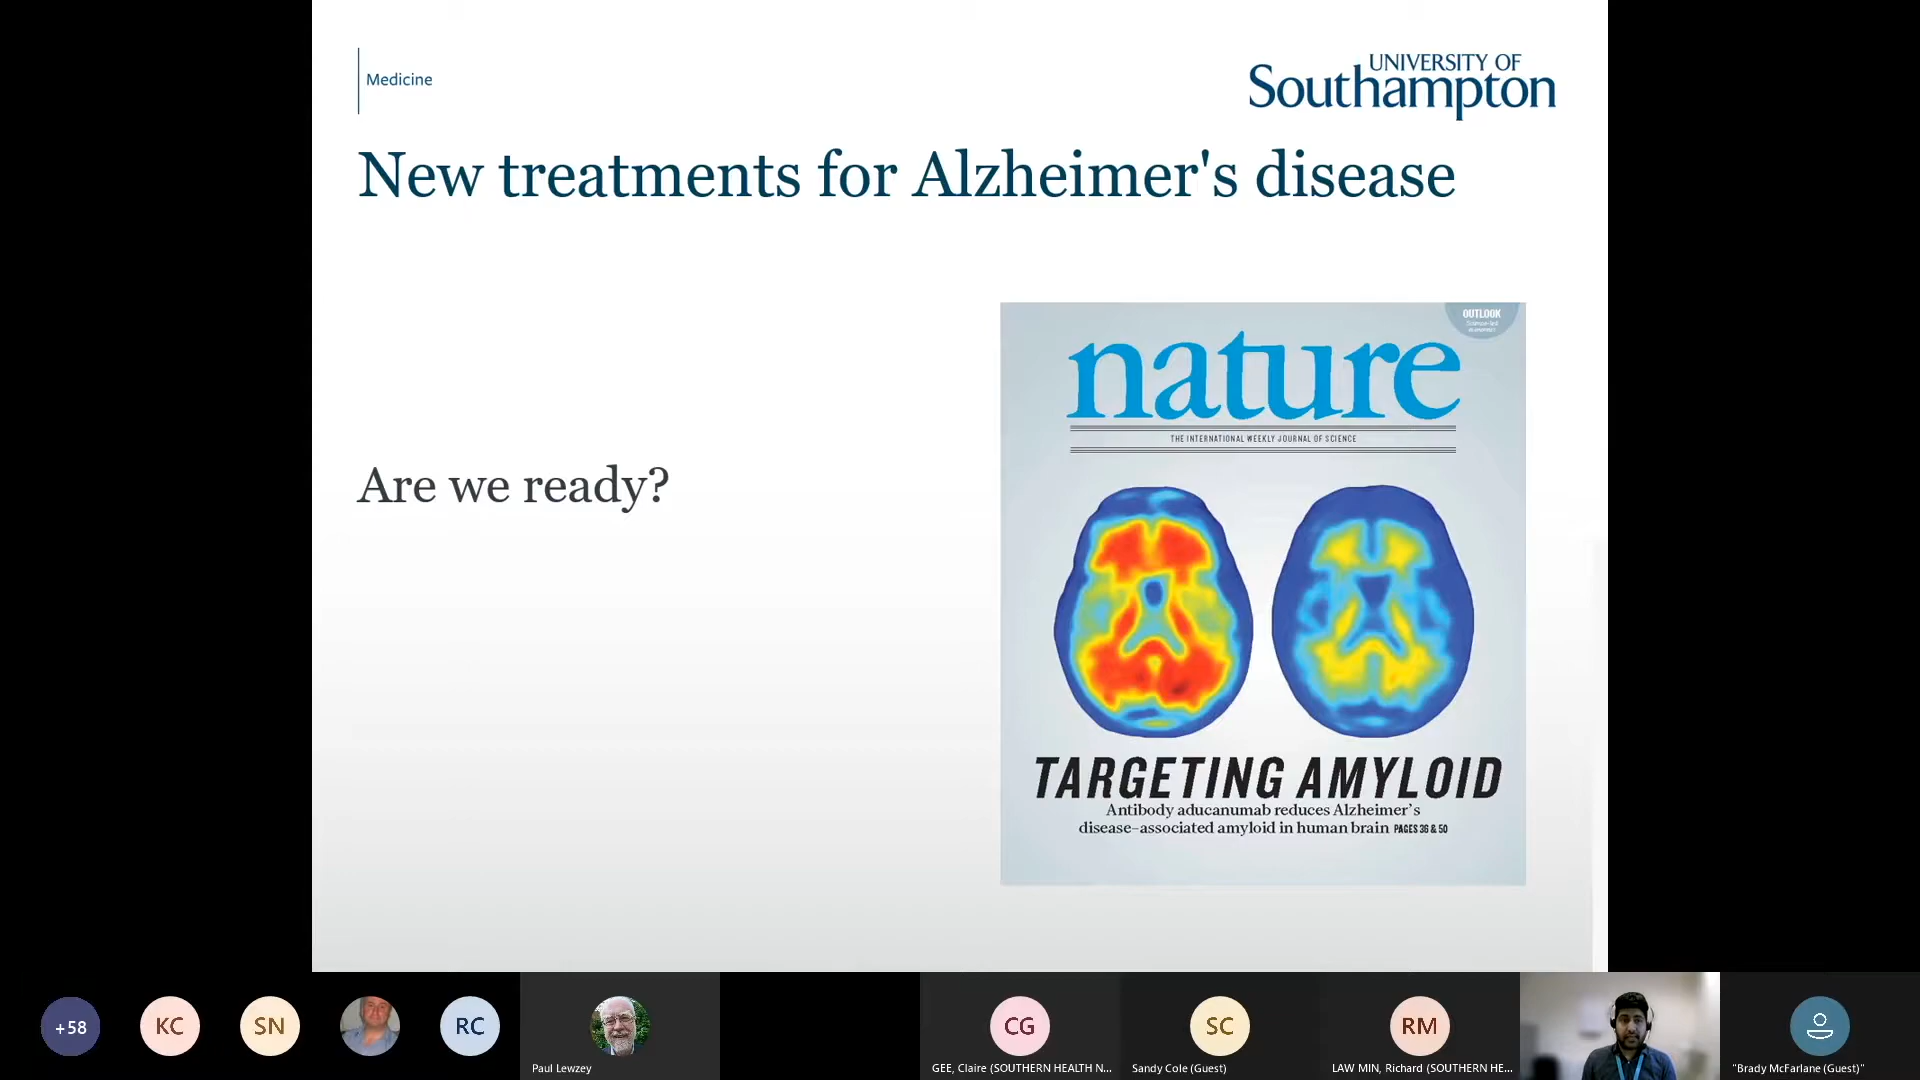 Medicine
UNIVERSITY OF
Southampton
New treatments for Alzheimer's disease
Are we ready?
OUTLOOK
nature
THE INTERNATIONAL WEEKLY JOURNAL OF SCIENCE
TARGETING AMYLOID
Antibody aducanumab reduces Alzheimer's
disease-associated amyloid in human brain PAGES 36 & 50
+58
KC
SN
RC
Paul Lewzey
CG
GEE, Claire (SOUTHERN HEALTH N...
SC
Sandy Cole (Guest)
RM
LAW MIN, Richard (SOUTHERN HE...
"Brady McFarlane (Guest)"